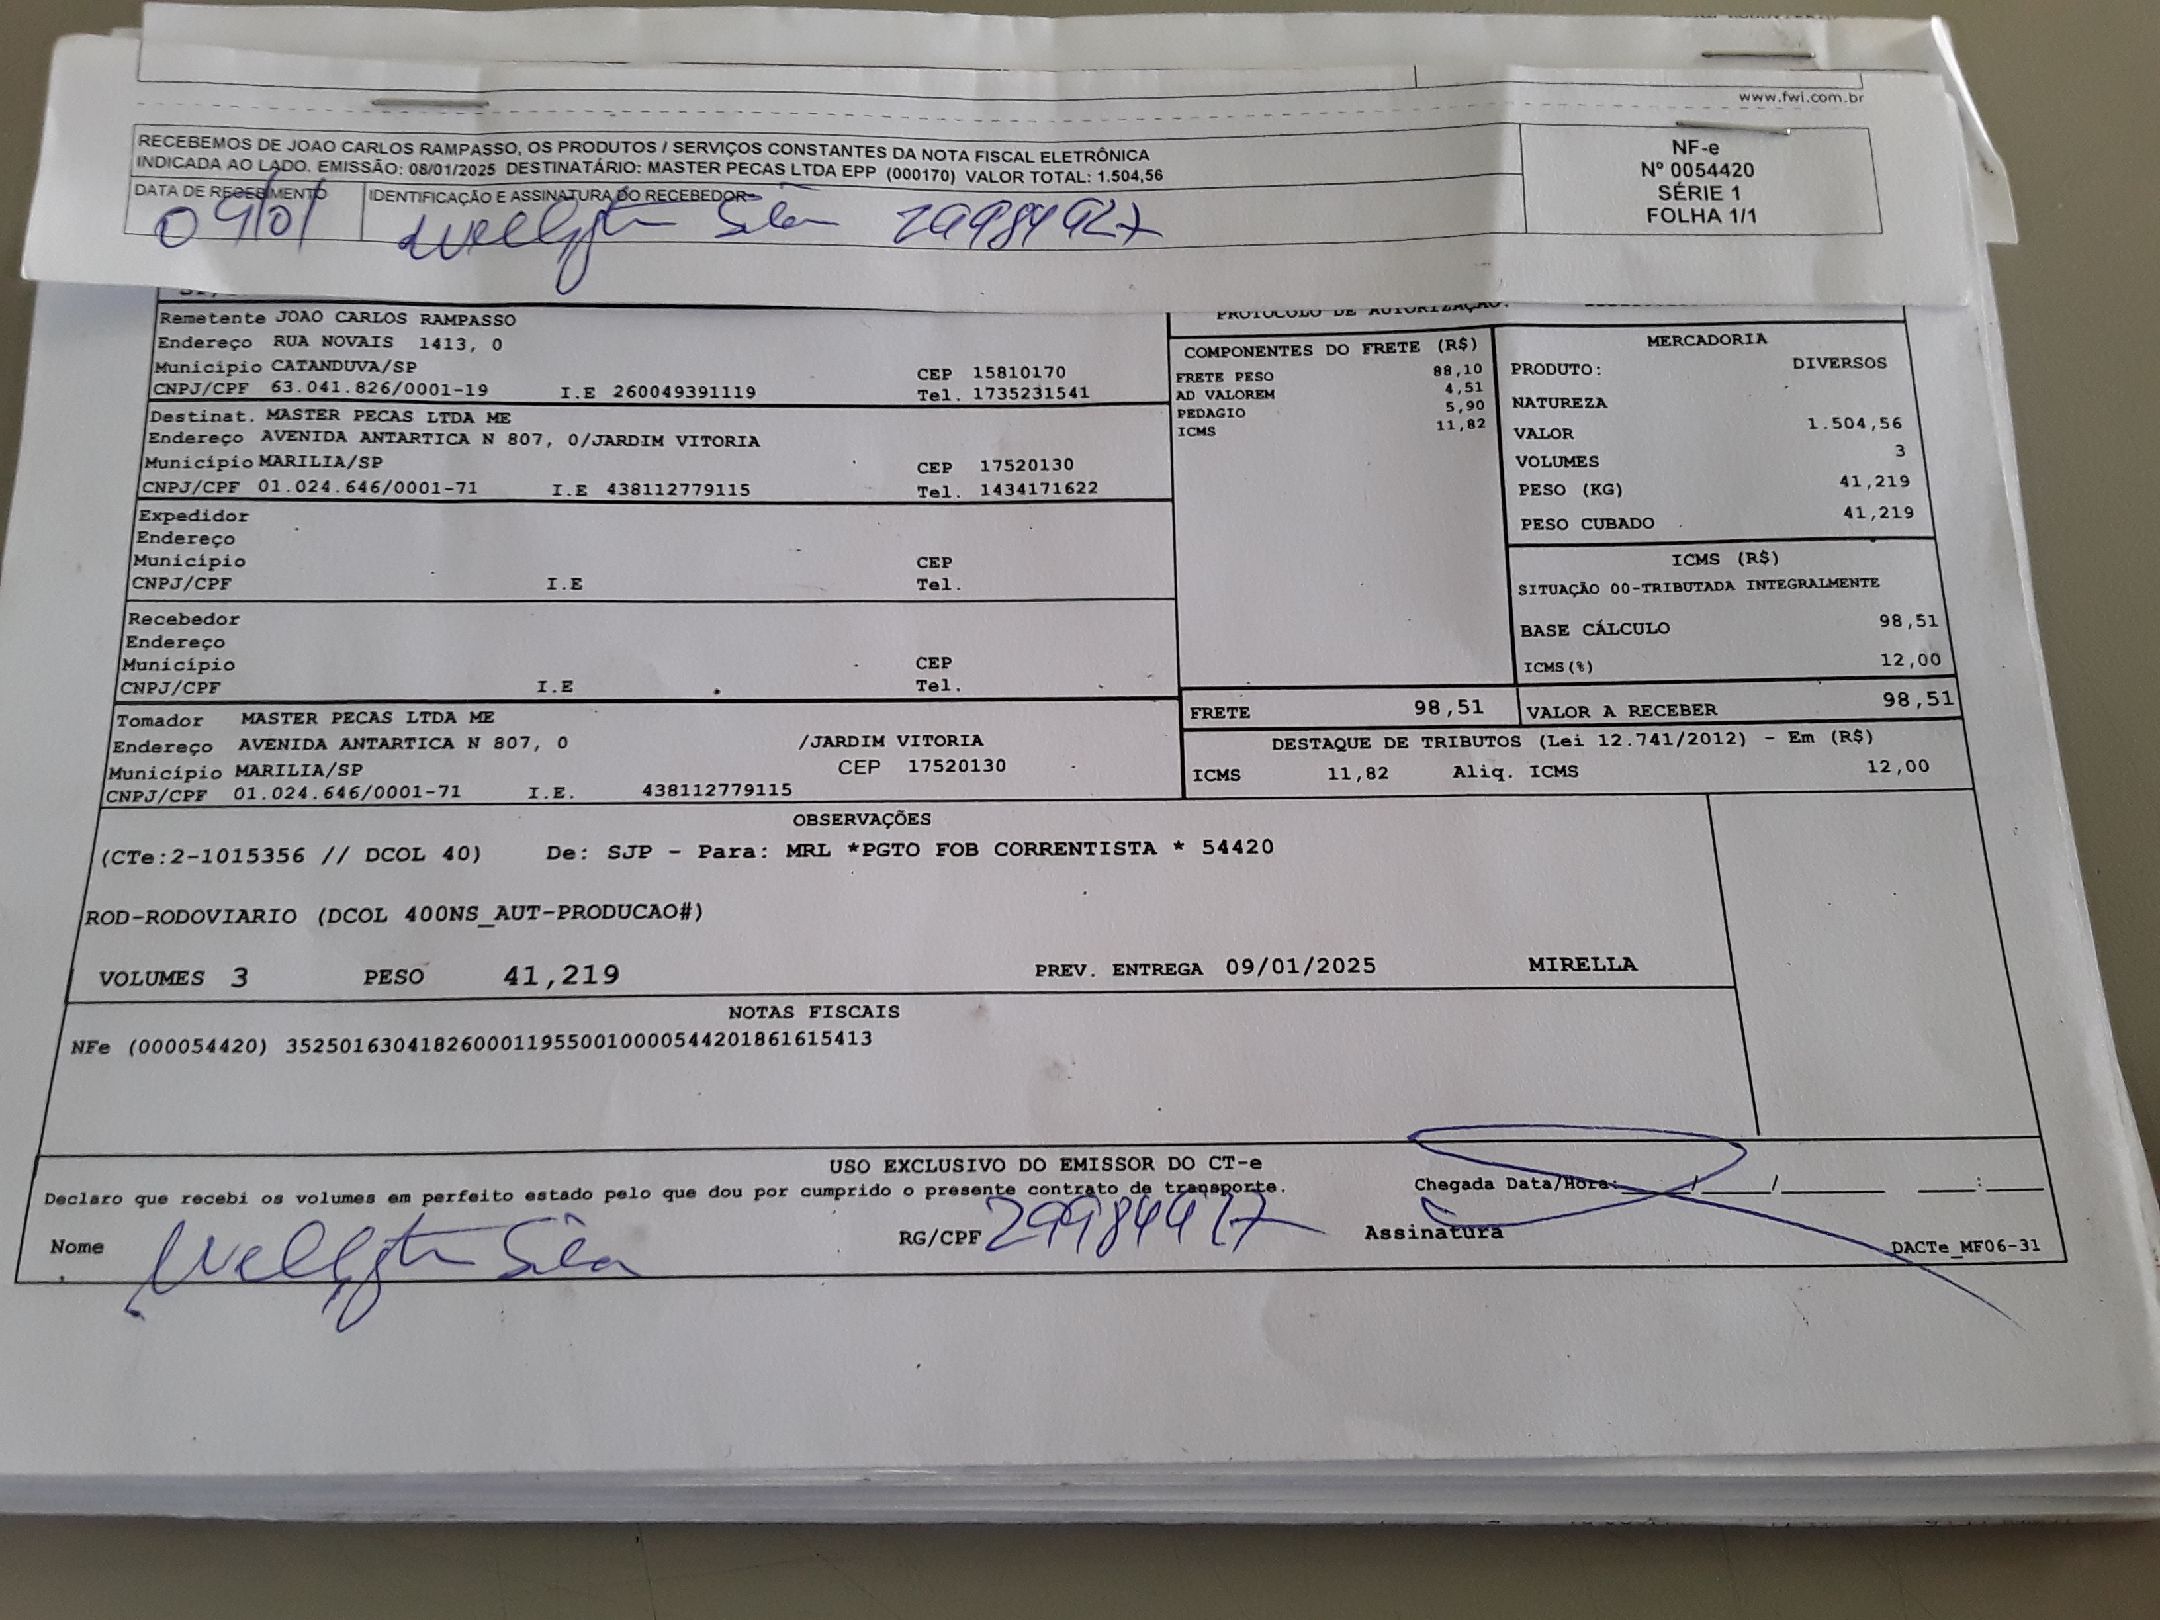 www.fwi.com.br
RECEBEMOS DE JOAO CARLOS RAMPASSO, OS PRODUTOS / SERVIÇOS CONSTANTES DA NOTA FISCAL ELETRÔNICA
INDICADA AO LADO. EMISSÃO: 08/01/2025 DESTINATÁRIO: MASTER PECAS LTDA EPP (000170) VALOR TOTAL: 1.504,56
DATA DE RECEBIMENTO
09/01
IDENTIFICAÇÃO E ASSINATURA DO RECEBEDOR
NF-e
Nº 0054420
SÉRIE 1
FOLHA 1/1
PROTOCOLO DE AUTORIZAÇÃO:
Remetente JOAO CARLOS RAMPASSO
Endereço RUA NOVAIS 1413, 0
Município CATANDUVA/SP CEP 15810170
CNPJ/CPF 63.041.826/0001-19 I.E 260049391119 Tel. 1735231541
Destinat. MASTER PECAS LTDA ME
Endereço AVENIDA ANTARTICA N 807, 0/JARDIM VITORIA
Município MARILIA/SP CEP 17520130
CNPJ/CPF 01.024.646/0001-71 I.E 438112779115 Tel. 1434171622
Expedidor
Endereço
Município CEP
CNPJ/CPF I.E Tel.
Recebedor
Endereço
Município CEP
CNPJ/CPF I.E Tel.
Tomador MASTER PECAS LTDA ME
Endereço AVENIDA ANTARTICA N 807, 0 /JARDIM VITORIA
Município MARILIA/SP CEP 17520130
CNPJ/CPF 01.024.646/0001-71 I.E. 438112779115
COMPONENTES DO FRETE (R$)
FRETE PESO 88,10
AD VALOREM 4,51
PEDAGIO 5,90
ICMS 11,82
MERCADORIA
PRODUTO: DIVERSOS
NATUREZA
VALOR 1.504,56
VOLUMES 3
PESO (KG) 41,219
PESO CUBADO 41,219
ICMS (R$)
SITUAÇÃO 00-TRIBUTADA INTEGRALMENTE
BASE CÁLCULO 98,51
ICMS(%) 12,00
FRETE 98,51 VALOR A RECEBER 98,51
DESTAQUE DE TRIBUTOS (Lei 12.741/2012) - Em (R$)
ICMS 11,82 Aliq. ICMS 12,00
OBSERVAÇÕES
(CTe:2-1015356 // DCOL 40) De: SJP - Para: MRL *PGTO FOB CORRENTISTA * 54420
ROD-RODOVIARIO (DCOL 400NS_AUT-PRODUCAO#)
VOLUMES 3 PESO 41,219 PREV. ENTREGA 09/01/2025 MIRELLA
NOTAS FISCAIS
NFe (000054420) 35250163041826000119550010000544201861615413
USO EXCLUSIVO DO EMISSOR DO CT-e
Declaro que recebi os volumes em perfeito estado pelo que dou por cumprido o presente contrato de transporte. Chegada Data/Hora: / / :
Nome RG/CPF Assinatura
DACTe_MF06-31